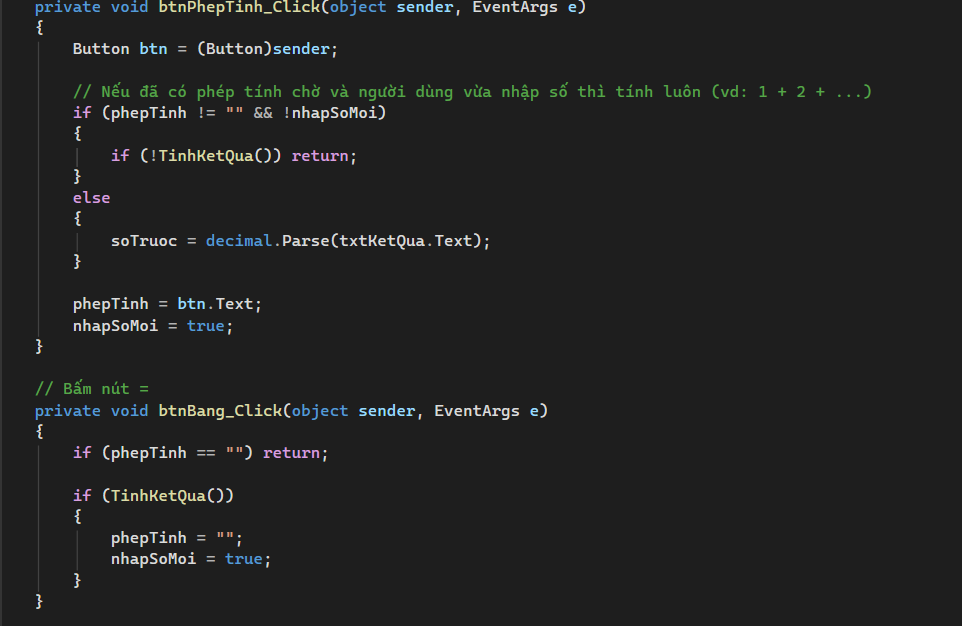 private void btnPhepTinh_Click(object sender, EventArgs e)
{
    Button btn = (Button)sender;

    // Nếu đã có phép tính chờ và người dùng vừa nhập số thì tính luôn (vd: 1 + 2 + ...)
    if (phepTinh != "" && !nhapSoMoi)
    {
        if (!TinhKetQua()) return;
    }
    else
    {
        soTruoc = decimal.Parse(txtKetQua.Text);
    }

    phepTinh = btn.Text;
    nhapSoMoi = true;
}

// Bấm nút =
private void btnBang_Click(object sender, EventArgs e)
{
    if (phepTinh == "") return;

    if (TinhKetQua())
    {
        phepTinh = "";
        nhapSoMoi = true;
    }
}